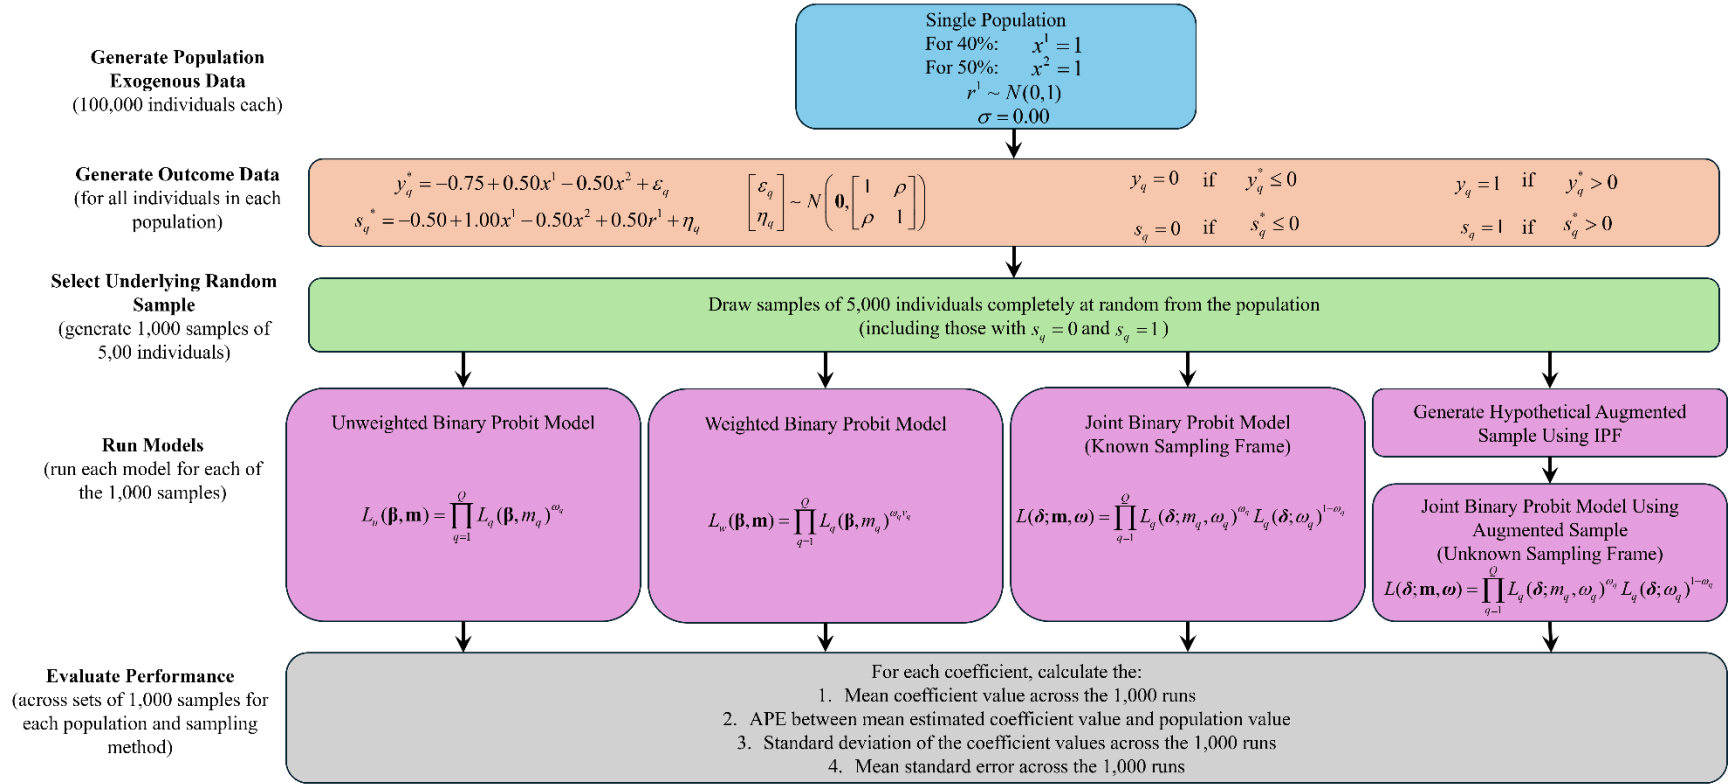 Generate Population
Exogenous Data
(100,000 individuals each)
Single Population
For 40%: x¹ = 1
For 50%: x² = 1
r¹ ~ N(0,1)
σ = 0.00
Generate Outcome Data
(for all individuals in each
population)
y_q^* = −0.75 + 0.50x¹ − 0.50x² + ε_q
s_q^* = −0.50 + 1.00x¹ − 0.50x² + 0.50r¹ + η_q
[ε_q η_q] ~ N(0, [1 ρ ρ 1])
y_q = 0 if y_q^* ≤ 0
s_q = 0 if s_q^* ≤ 0
y_q = 1 if y_q^* > 0
s_q = 1 if s_q^* > 0
Select Underlying Random
Sample
(generate 1,000 samples of
5,00 individuals)
Draw samples of 5,000 individuals completely at random from the population
(including those with s_q = 0 and s_q = 1)
Run Models
(run each model for each of
the 1,000 samples)
Unweighted Binary Probit Model
L_u(β, m) = ∏_{q=1}^{Q} L_q(β, m_q)^{ω_q}
Weighted Binary Probit Model
L_w(β, m) = ∏_{q=1}^{Q} L_q(β, m_q)^{ω_q v_q}
Joint Binary Probit Model
(Known Sampling Frame)
L(δ; m, ω) = ∏_{q=1}^{Q} L_q(δ; m_q, ω_q)^{ω_q} L_q(δ; ω_q)^{1−ω_q}
Generate Hypothetical Augmented
Sample Using IPF
Joint Binary Probit Model Using
Augmented Sample
(Unknown Sampling Frame)
L(δ; m, ω) = ∏_{q=1}^{Q} L_q(δ; m_q, ω_q)^{ω_q} L_q(δ; ω_q)^{1−ω_q}
Evaluate Performance
(across sets of 1,000 samples for
each population and sampling
method)
For each coefficient, calculate the:
1. Mean coefficient value across the 1,000 runs
2. APE between mean estimated coefficient value and population value
3. Standard deviation of the coefficient values across the 1,000 runs
4. Mean standard error across the 1,000 runs